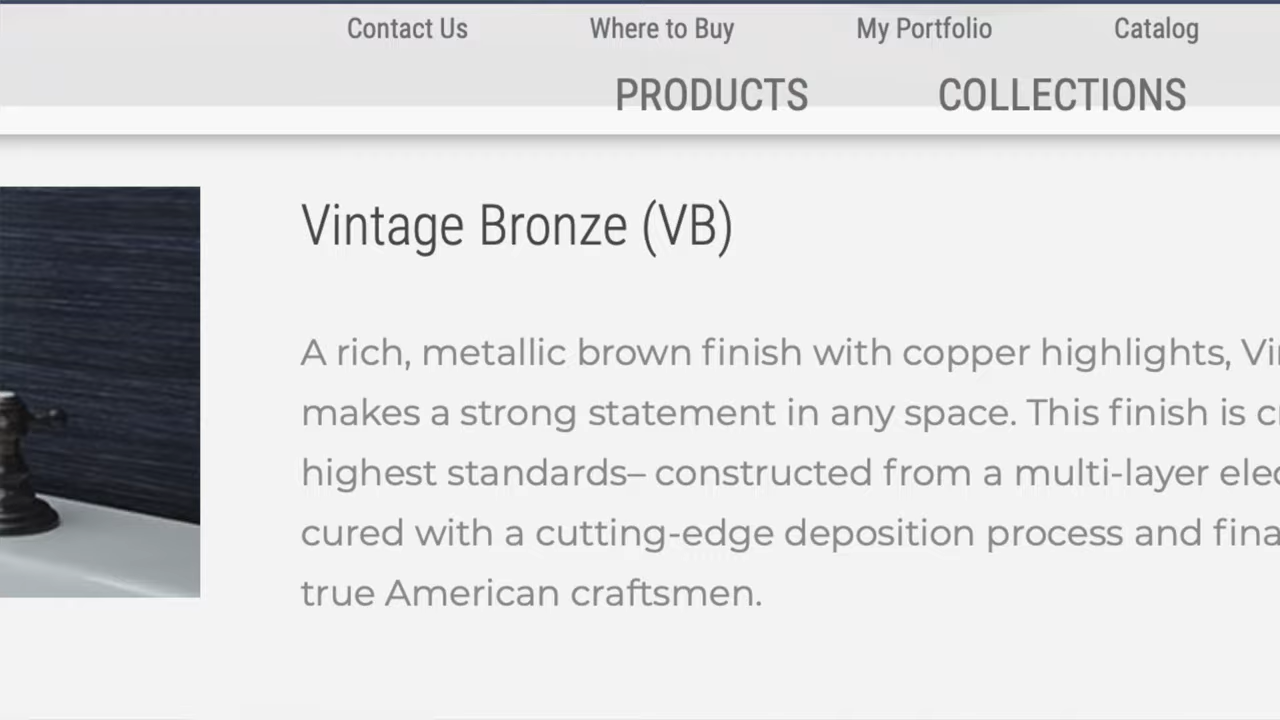 Contact Us Where to Buy My Portfolio Catalog
PRODUCTS COLLECTIONS
Vintage Bronze (VB)
A rich, metallic brown finish with copper highlights,
makes a strong statement in any space. This finish is
highest standards– constructed from a multi-layer
cured with a cutting-edge deposition process and
true American craftsmen.